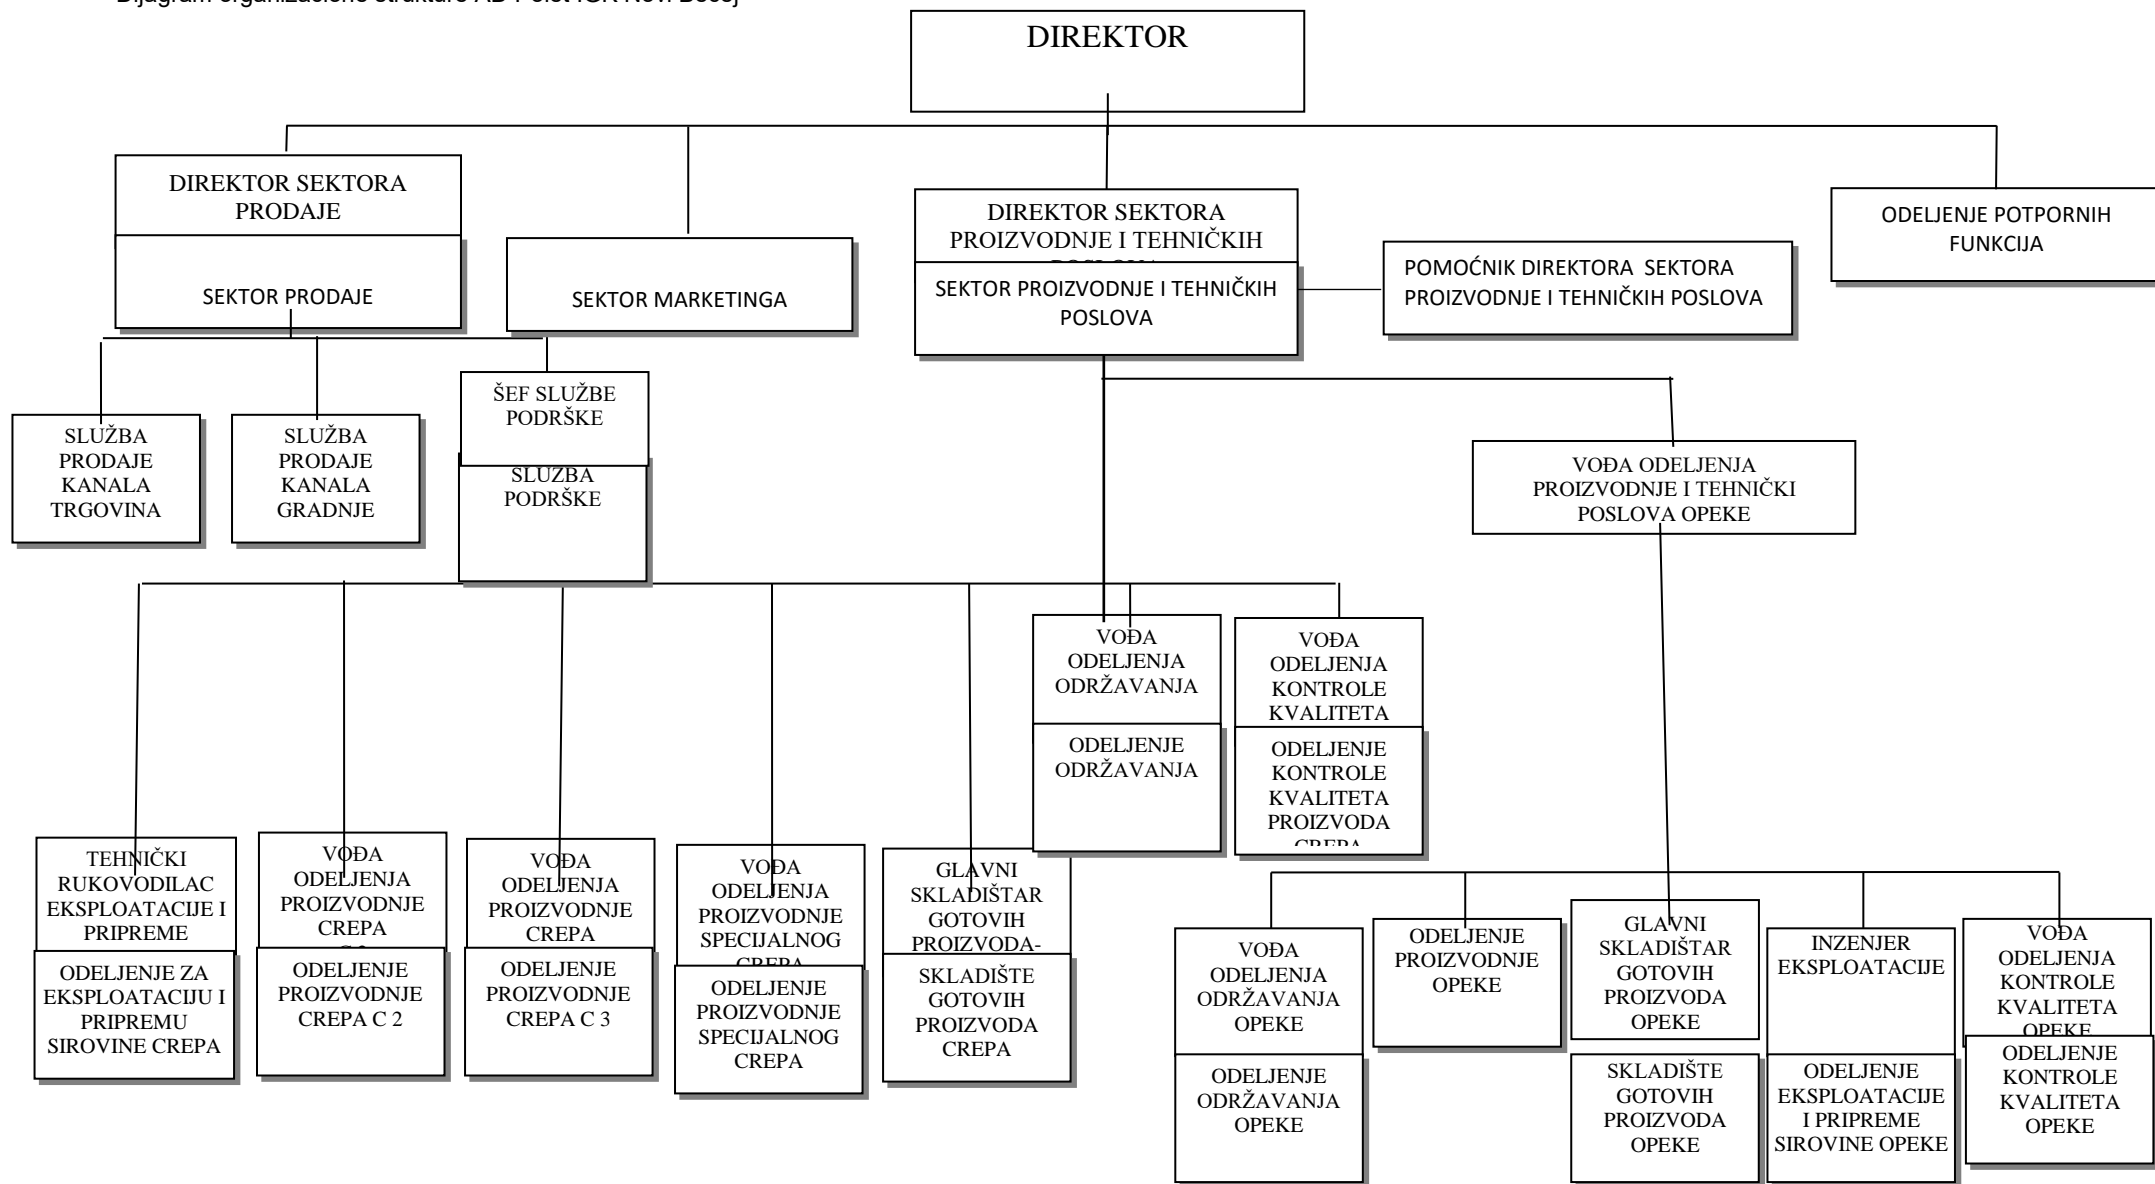 DIREKTOR
DIREKTOR SEKTORA
PRODAJE
SEKTOR PRODAJE
SEKTOR MARKETINGA
DIREKTOR SEKTORA
PROIZVODNJE I TEHNIČKIH
SEKTOR PROIZVODNJE I TEHNIČKIH
POSLOVA
POMOĆNIK DIREKTORA SEKTORA
PROIZVODNJE I TEHNIČKIH POSLOVA
ODELJENJE POTPORNIH
FUNKCIJA
SLUŽBA
PRODAJE
KANALA
TRGOVINA
SLUŽBA
PRODAJE
KANALA
GRADNJE
ŠEF SLUŽBE
PODRŠKE
SLUŽBA
PODRŠKE
VOĐA ODELJENJA
PROIZVODNJE I TEHNIČKI
POSLOVA OPEKE
VOĐA
ODELJENJA
ODRŽAVANJA
ODELJENJE
ODRŽAVANJA
VOĐA
ODELJENJA
KONTROLE
KVALITETA
ODELJENJE
KONTROLE
KVALITETA
PROIZVODA
CREPA
TEHNIČKI
RUKOVODILAC
EKSPLOATACIJE I
PRIPREME
ODELJENJE ZA
EKSPLOATACIJU I
PRIPREMU
SIROVINE CREPA
VOĐA
ODELJENJA
PROIZVODNJE
CREPA
ODELJENJE
PROIZVODNJE
CREPA C 2
VOĐA
ODELJENJA
PROIZVODNJE
CREPA
ODELJENJE
PROIZVODNJE
CREPA C 3
VOĐA
ODELJENJA
PROIZVODNJE
SPECIJALNOG
CREPA
ODELJENJE
PROIZVODNJE
SPECIJALNOG
CREPA
GLAVNI
SKLADIŠTAR
GOTOVIH
PROIZVODA-
SKLADIŠTE
GOTOVIH
PROIZVODA
CREPA
VOĐA
ODELJENJA
ODRŽAVANJA
OPEKE
ODELJENJE
ODRŽAVANJA
OPEKE
ODELJENJE
PROIZVODNJE
OPEKE
GLAVNI
SKLADIŠTAR
GOTOVIH
PROIZVODA
OPEKE
SKLADIŠTE
GOTOVIH
PROIZVODA
OPEKE
INZENJER
EKSPLOATACIJE
ODELJENJE
EKSPLOATACIJE
I PRIPREME
SIROVINE OPEKE
VOĐA
ODELJENJA
KONTROLE
KVALITETA
OPEKE
ODELJENJE
KONTROLE
KVALITETA
OPEKE